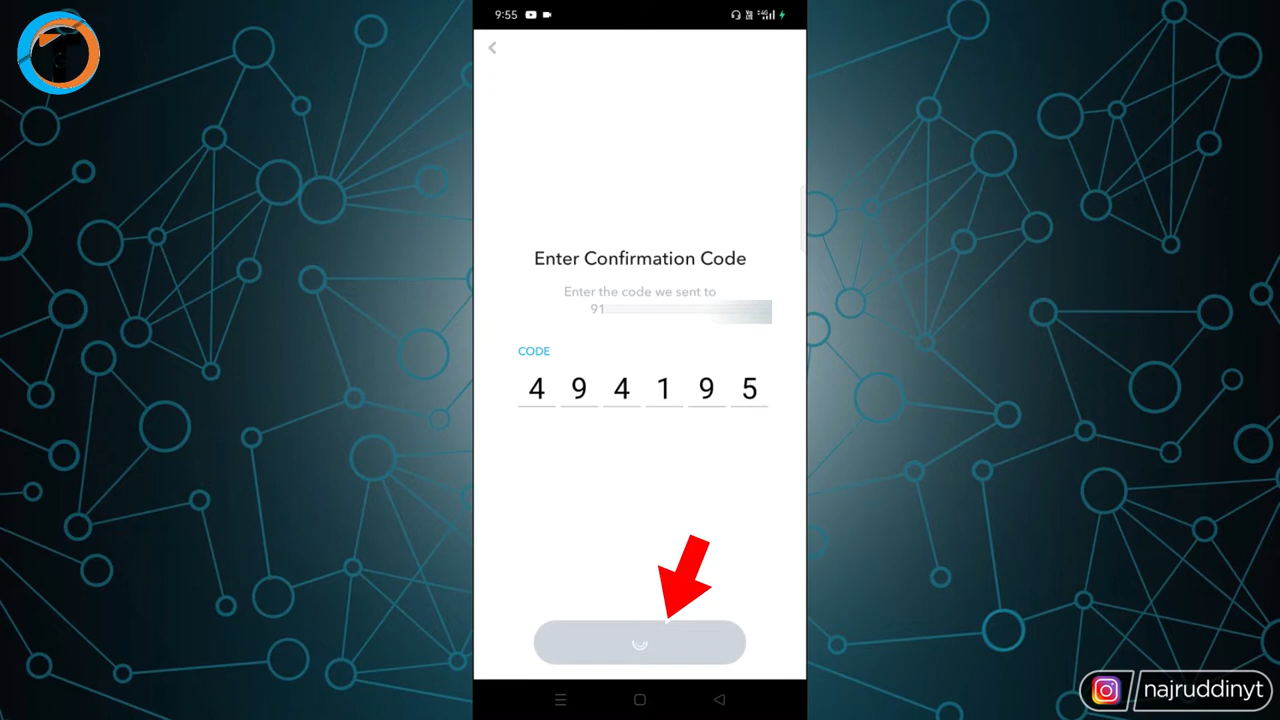 9:55
Enter Confirmation Code
Enter the code we sent to
91
CODE
4 9 4 1 9 5
najruddinyt